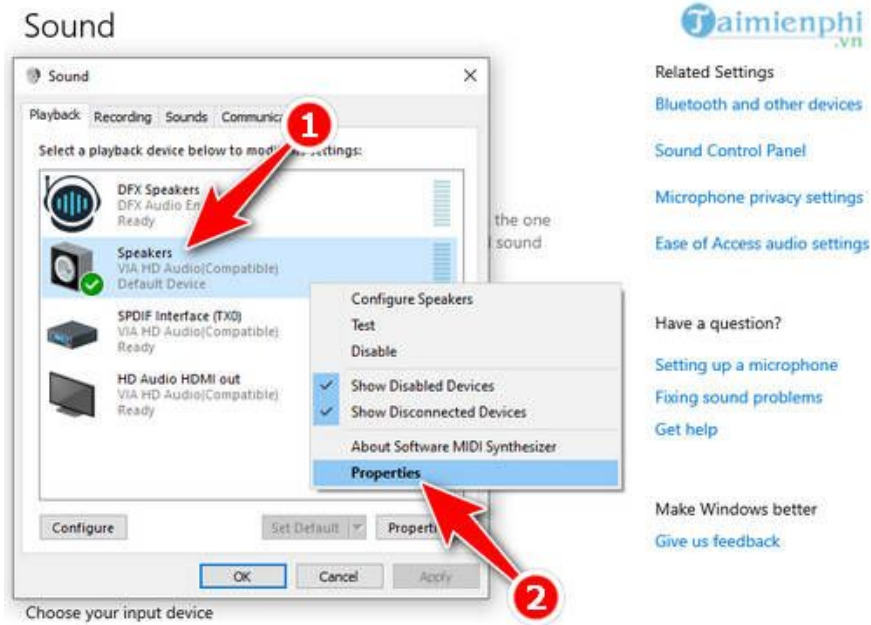 Sound
Taimienphi
.vn
Sound
Playback Recording Sounds
1
Select a playback device below to modify its settings:
DFX Speakers
DFX Audio
Ready
the one
sound
Speakers
VIA HD Audio(Compatible)
Default Device
SPDIF Interface (TX0)
VIA HD Audio(Compatible)
Ready
HD Audio HDMI out
VIA HD Audio(Compatible)
Ready
Configure Speakers
Test
Disable
Show Disabled Devices
Show Disconnected Devices
About Software MIDI Synthesizer
Properties
Configure Set Default
OK Cancel Apply
2
Choose your input device
Related Settings
Bluetooth and other devices
Sound Control Panel
Microphone privacy settings
Ease of Access audio settings
Have a question?
Setting up a microphone
Fixing sound problems
Get help
Make Windows better
Give us feedback